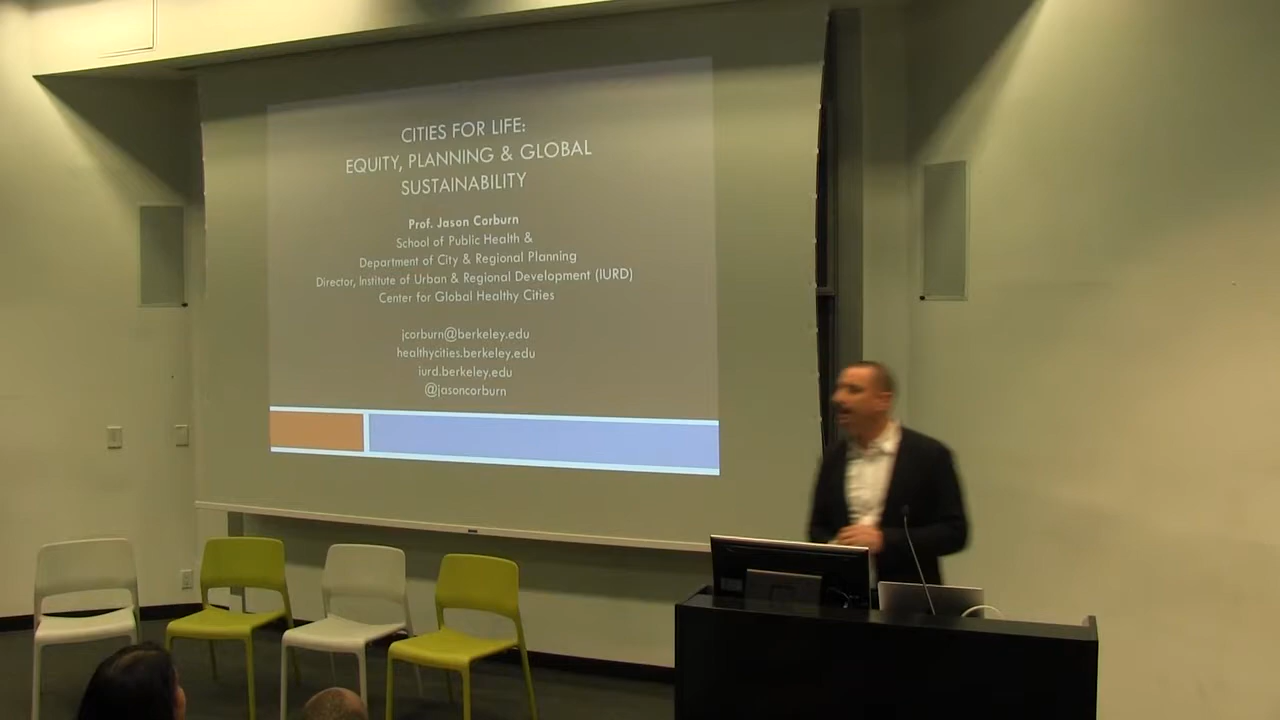 CITIES FOR LIFE:
EQUITY, PLANNING & GLOBAL
SUSTAINABILITY
Prof. Jason Corburn
School of Public Health &
Department of City & Regional Planning
Director, Institute of Urban & Regional Development (IURD)
Center for Global Healthy Cities
jcorburn@berkeley.edu
healthycities.berkeley.edu
iurd.berkeley.edu
@jasoncorburn